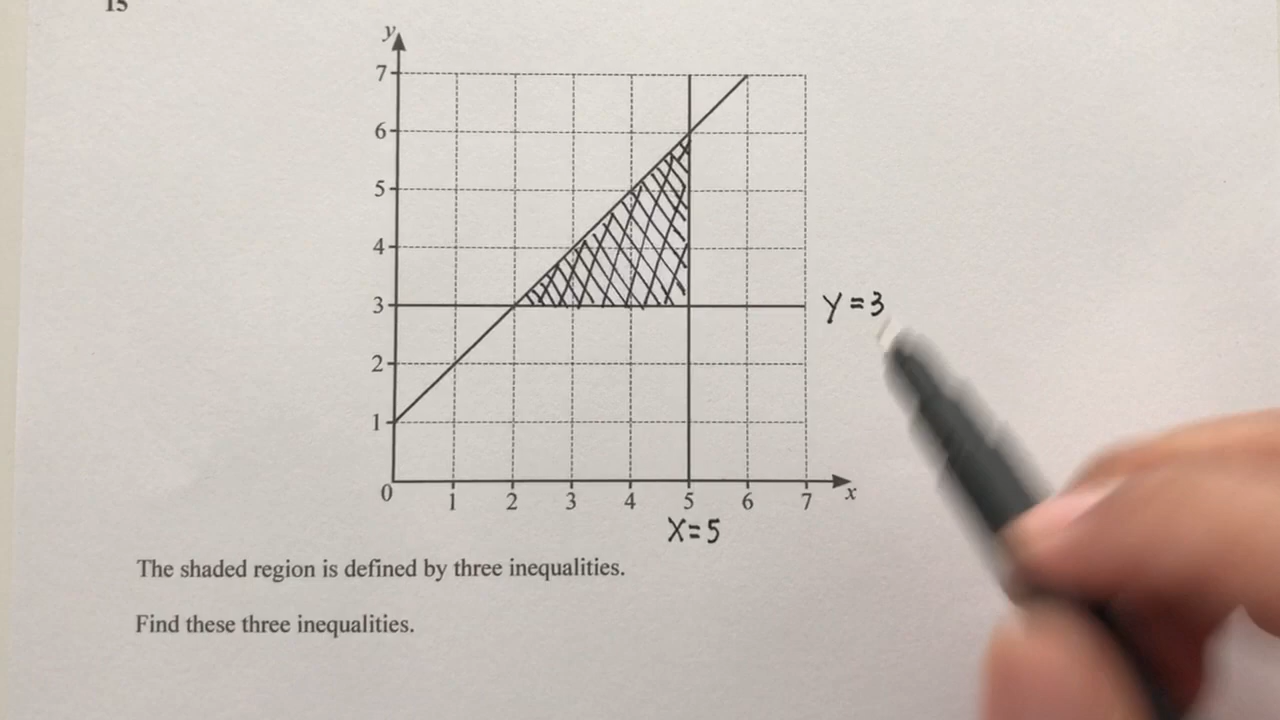 15
y
7
6
5
4
3 Y=3
2
1
0 1 2 3 4 5 6 7 x
X=5
The shaded region is defined by three inequalities.
Find these three inequalities.